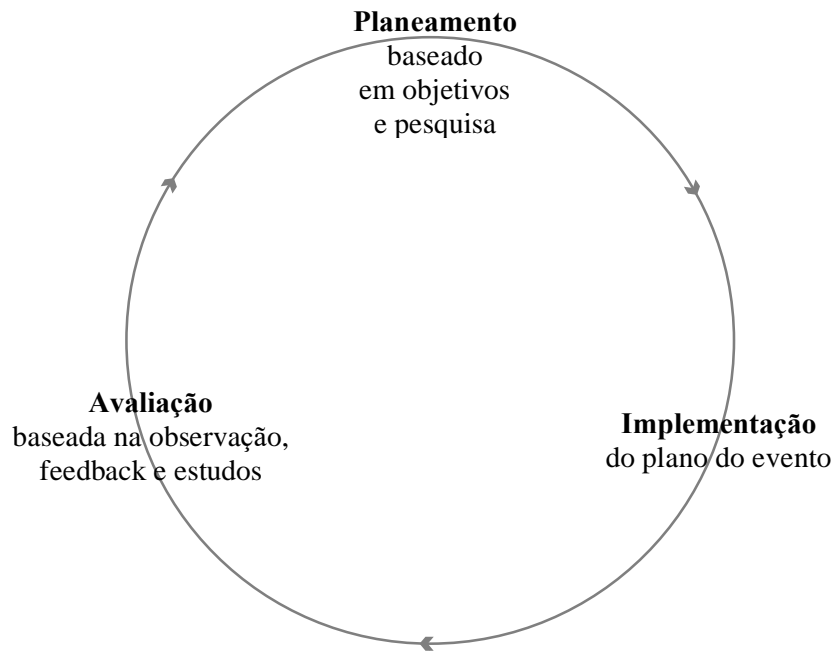 Planeamento
baseado
em objetivos
e pesquisa
Avaliação
baseada na observação,
feedback e estudos
Implementação
do plano do evento